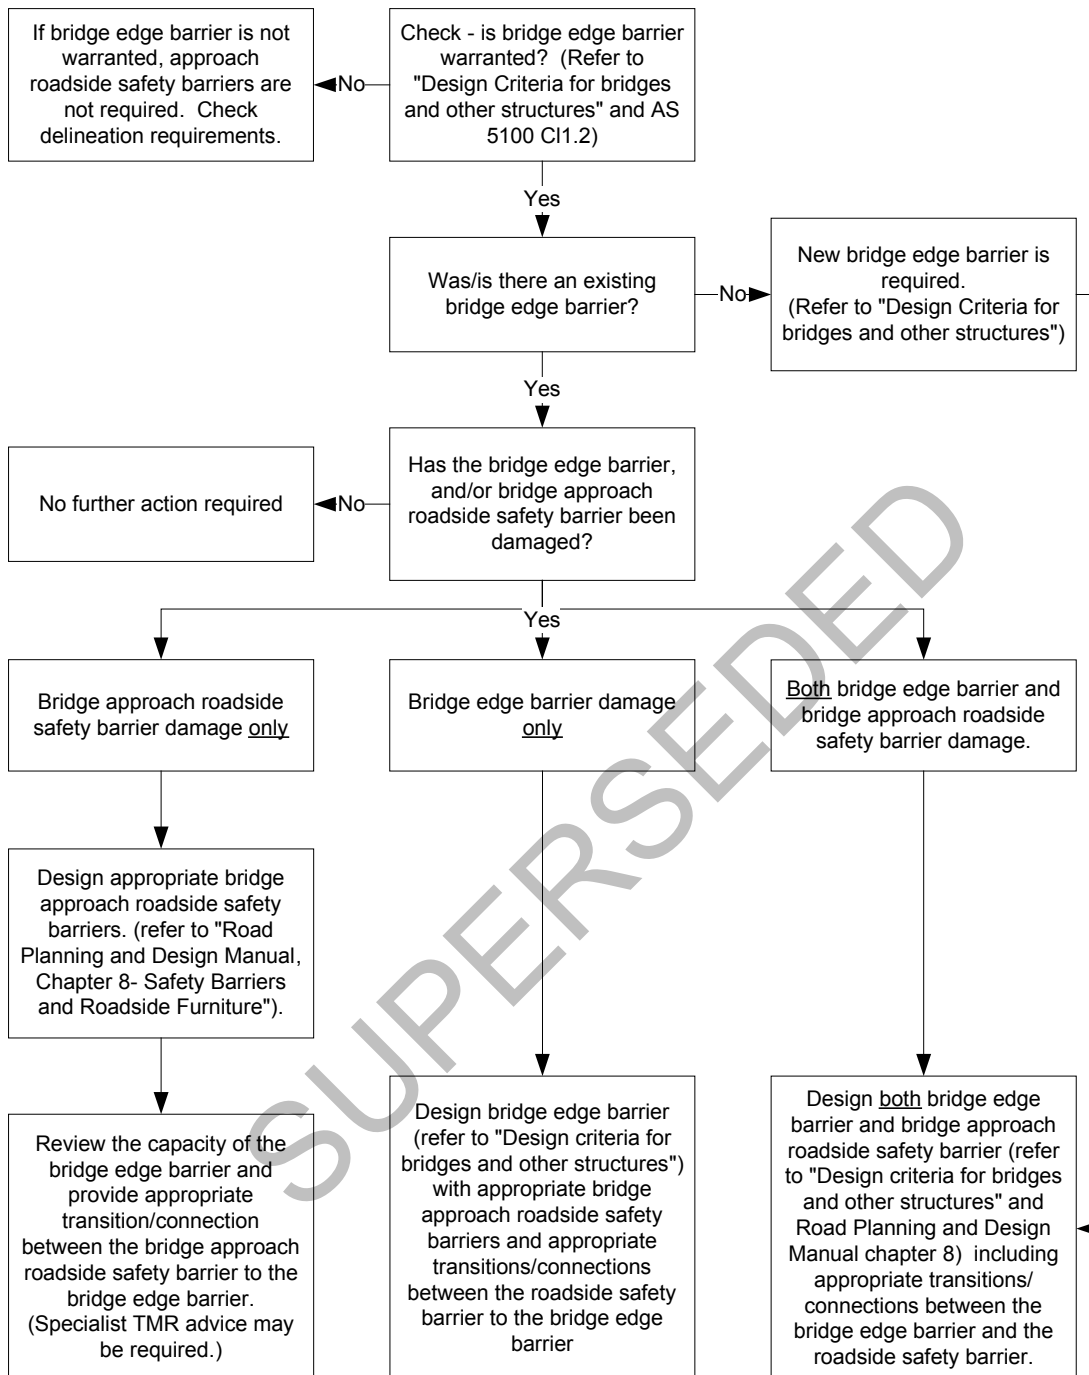 If bridge edge barrier is not
warranted, approach
roadside safety barriers are
not required.  Check
delineation requirements.
No
Check - is bridge edge barrier
warranted?  (Refer to
"Design Criteria for bridges
and other structures" and AS
5100 Cl1.2)
Yes
Was/is there an existing
bridge edge barrier?
No
New bridge edge barrier is
required.
(Refer to "Design Criteria for
bridges and other structures")
Yes
Has the bridge edge barrier,
and/or bridge approach
roadside safety barrier been
damaged?
No
No further action required
Yes
Bridge approach roadside
safety barrier damage only
Bridge edge barrier damage
only
Both bridge edge barrier and
bridge approach roadside
safety barrier damage.
Design appropriate bridge
approach roadside safety
barriers. (refer to "Road
Planning and Design Manual,
Chapter 8- Safety Barriers
and Roadside Furniture").
Review the capacity of the
bridge edge barrier and
provide appropriate
transition/connection
between the bridge approach
roadside safety barrier to the
bridge edge barrier.
(Specialist TMR advice may
be required.)
Design bridge edge barrier
(refer to "Design criteria for
bridges and other structures")
with appropriate bridge
approach roadside safety
barriers and appropriate
transitions/connections
between the roadside safety
barrier to the bridge edge
barrier
Design both bridge edge
barrier and bridge approach
roadside safety barrier (refer
to "Design criteria for bridges
and other structures" and
Road Planning and Design
Manual chapter 8)  including
appropriate transitions/
connections between the
bridge edge barrier and the
roadside safety barrier.
SUPERSEDED